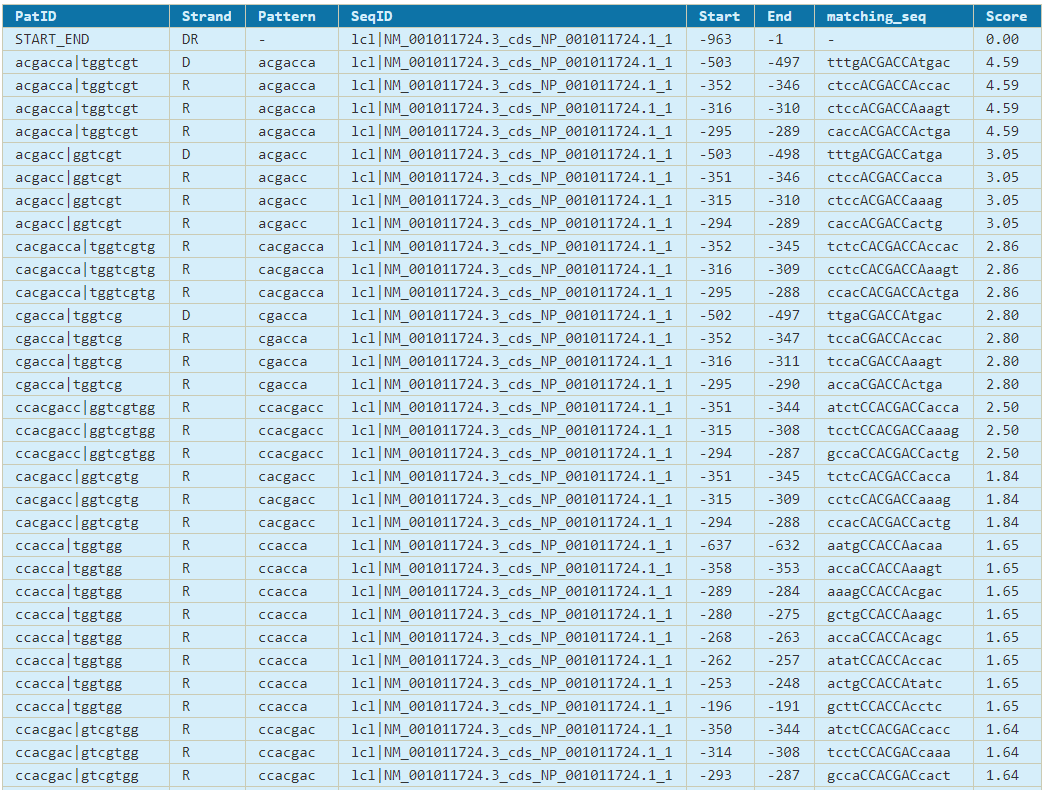 PatID Strand Pattern SeqID Start End matching_seq Score
START_END DR - lcl|NM_001011724.3_cds_NP_001011724.1_1 -963 -1 - 0.00
acgacca|tggtcgt D acgacca lcl|NM_001011724.3_cds_NP_001011724.1_1 -503 -497 tttgACGACCAtgac 4.59
acgacca|tggtcgt R acgacca lcl|NM_001011724.3_cds_NP_001011724.1_1 -352 -346 ctccACGACCAccac 4.59
acgacca|tggtcgt R acgacca lcl|NM_001011724.3_cds_NP_001011724.1_1 -316 -310 ctccACGACCAaagt 4.59
acgacca|tggtcgt R acgacca lcl|NM_001011724.3_cds_NP_001011724.1_1 -295 -289 caccACGACCActga 4.59
acgacc|ggtcgt D acgacc lcl|NM_001011724.3_cds_NP_001011724.1_1 -503 -498 tttgACGACCatga 3.05
acgacc|ggtcgt R acgacc lcl|NM_001011724.3_cds_NP_001011724.1_1 -351 -346 ctccACGACCacca 3.05
acgacc|ggtcgt R acgacc lcl|NM_001011724.3_cds_NP_001011724.1_1 -315 -310 ctccACGACCaaag 3.05
acgacc|ggtcgt R acgacc lcl|NM_001011724.3_cds_NP_001011724.1_1 -294 -289 caccACGACCactg 3.05
cacgacca|tggtcgtg R cacgacca lcl|NM_001011724.3_cds_NP_001011724.1_1 -352 -345 tctcCACGACCAccac 2.86
cacgacca|tggtcgtg R cacgacca lcl|NM_001011724.3_cds_NP_001011724.1_1 -316 -309 cctcCACGACCAaagt 2.86
cacgacca|tggtcgtg R cacgacca lcl|NM_001011724.3_cds_NP_001011724.1_1 -295 -288 ccacCACGACCActga 2.86
cgacca|tggtcg D cgacca lcl|NM_001011724.3_cds_NP_001011724.1_1 -502 -497 ttgaCGACCAtgac 2.80
cgacca|tggtcg R cgacca lcl|NM_001011724.3_cds_NP_001011724.1_1 -352 -347 tccaCGACCAccac 2.80
cgacca|tggtcg R cgacca lcl|NM_001011724.3_cds_NP_001011724.1_1 -316 -311 tccaCGACCAaagt 2.80
cgacca|tggtcg R cgacca lcl|NM_001011724.3_cds_NP_001011724.1_1 -295 -290 accaCGACCActga 2.80
ccacgacc|ggtcgtgg R ccacgacc lcl|NM_001011724.3_cds_NP_001011724.1_1 -351 -344 atctCCACGACCacca 2.50
ccacgacc|ggtcgtgg R ccacgacc lcl|NM_001011724.3_cds_NP_001011724.1_1 -315 -308 tcctCCACGACCaaag 2.50
ccacgacc|ggtcgtgg R ccacgacc lcl|NM_001011724.3_cds_NP_001011724.1_1 -294 -287 gccaCCACGACCactg 2.50
cacgacc|ggtcgtg R cacgacc lcl|NM_001011724.3_cds_NP_001011724.1_1 -351 -345 tctcCACGACCacca 1.84
cacgacc|ggtcgtg R cacgacc lcl|NM_001011724.3_cds_NP_001011724.1_1 -315 -309 cctcCACGACCaaag 1.84
cacgacc|ggtcgtg R cacgacc lcl|NM_001011724.3_cds_NP_001011724.1_1 -294 -288 ccacCACGACCactg 1.84
ccacca|tggtgg R ccacca lcl|NM_001011724.3_cds_NP_001011724.1_1 -637 -632 aatgCCACCAacaa 1.65
ccacca|tggtgg R ccacca lcl|NM_001011724.3_cds_NP_001011724.1_1 -358 -353 accaCCACCAaagt 1.65
ccacca|tggtgg R ccacca lcl|NM_001011724.3_cds_NP_001011724.1_1 -289 -284 aaagCCACCAcgac 1.65
ccacca|tggtgg R ccacca lcl|NM_001011724.3_cds_NP_001011724.1_1 -280 -275 gctgCCACCAaagc 1.65
ccacca|tggtgg R ccacca lcl|NM_001011724.3_cds_NP_001011724.1_1 -268 -263 accaCCACCAcagc 1.65
ccacca|tggtgg R ccacca lcl|NM_001011724.3_cds_NP_001011724.1_1 -262 -257 atatCCACCAccac 1.65
ccacca|tggtgg R ccacca lcl|NM_001011724.3_cds_NP_001011724.1_1 -253 -248 actgCCACCAtatc 1.65
ccacca|tggtgg R ccacca lcl|NM_001011724.3_cds_NP_001011724.1_1 -196 -191 gcttCCACCAcctc 1.65
ccacgac|gtcgtgg R ccacgac lcl|NM_001011724.3_cds_NP_001011724.1_1 -350 -344 atctCCACGACcacc 1.64
ccacgac|gtcgtgg R ccacgac lcl|NM_001011724.3_cds_NP_001011724.1_1 -314 -308 tcctCCACGACcaaa 1.64
ccacgac|gtcgtgg R ccacgac lcl|NM_001011724.3_cds_NP_001011724.1_1 -293 -287 gccaCCACGACcact 1.64